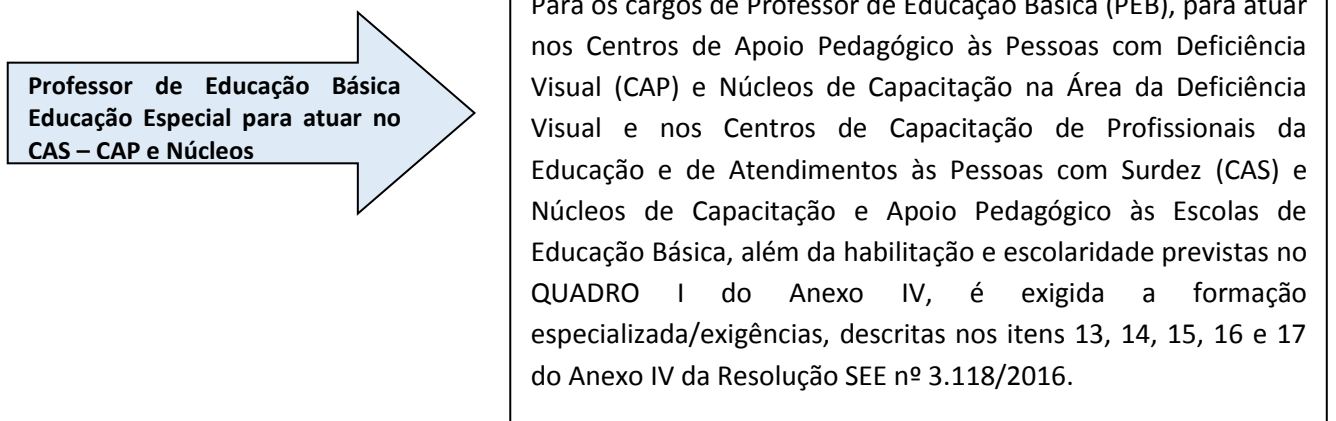 Professor de Educação Básica
Educação Especial para atuar no
CAS – CAP e Núcleos
Para os cargos de Professor de Educação Básica (PEB), para atuar
nos Centros de Apoio Pedagógico às Pessoas com Deficiência
Visual (CAP) e Núcleos de Capacitação na Área da Deficiência
Visual e nos Centros de Capacitação de Profissionais da
Educação e de Atendimentos às Pessoas com Surdez (CAS) e
Núcleos de Capacitação e Apoio Pedagógico às Escolas de
Educação Básica, além da habilitação e escolaridade previstas no
QUADRO I do Anexo IV, é exigida a formação
especializada/exigências, descritas nos itens 13, 14, 15, 16 e 17
do Anexo IV da Resolução SEE nº 3.118/2016.